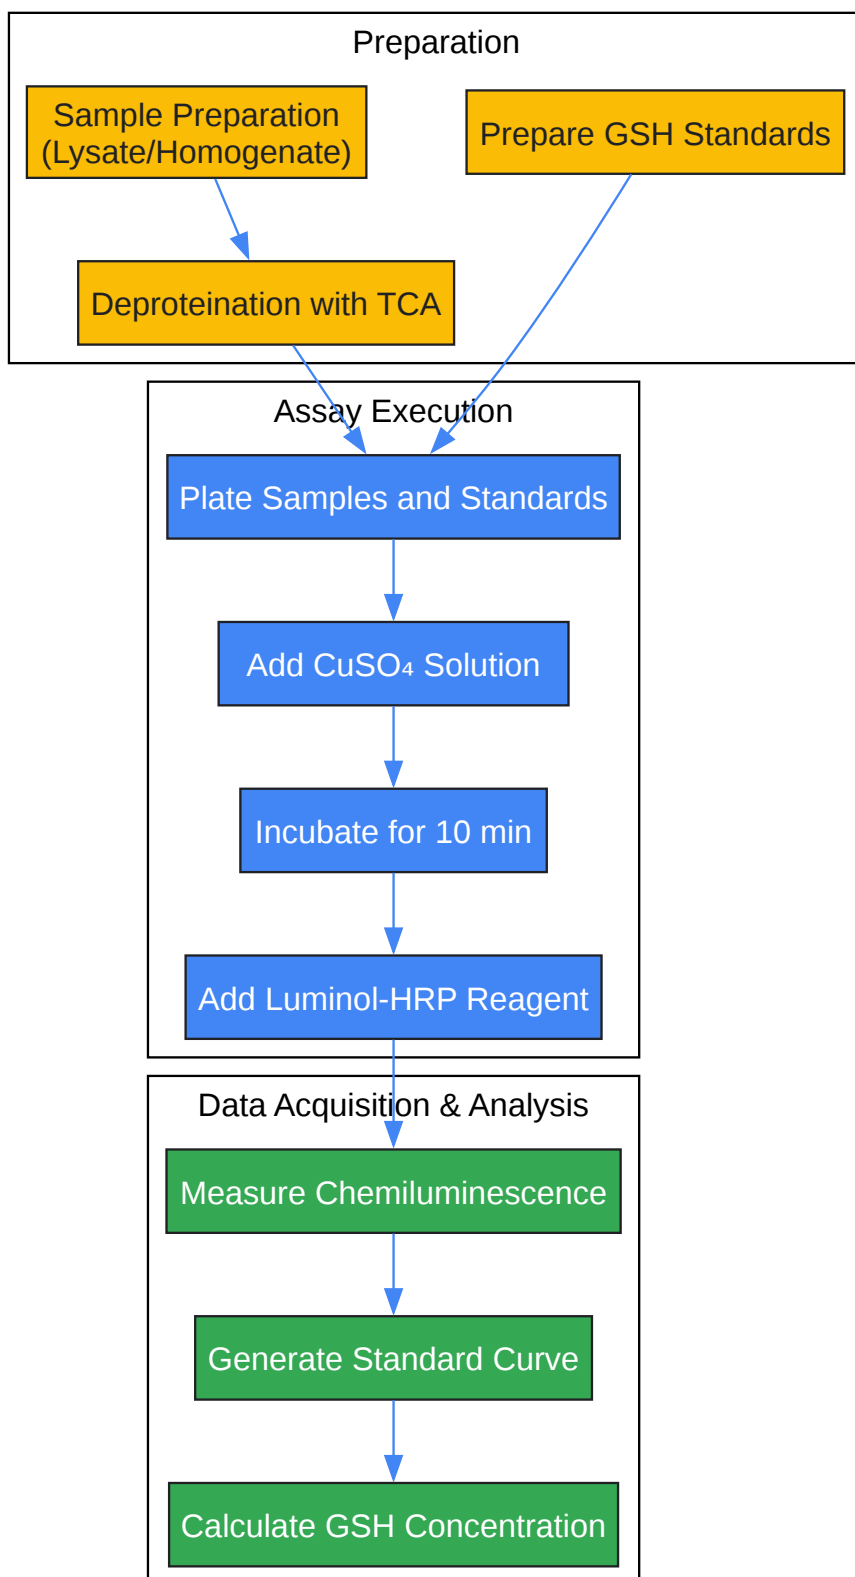 Preparation
Sample Preparation
(Lysate/Homogenate)
Prepare GSH Standards
Deproteination with TCA
Assay Execution
Plate Samples and Standards
Add CuSO₄ Solution
Incubate for 10 min
Add Luminol-HRP Reagent
Data Acquisition & Analysis
Measure Chemiluminescence
Generate Standard Curve
Calculate GSH Concentration